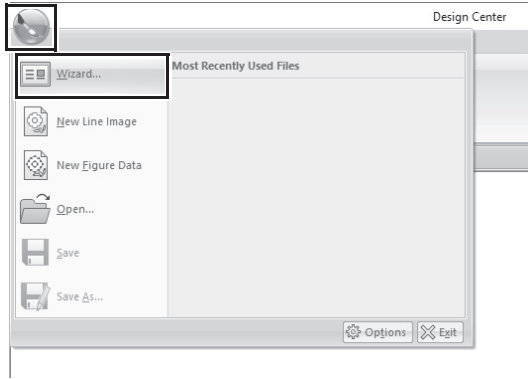 Design Center
Wizard...
Most Recently Used Files
New Line Image
New Figure Data
Open...
Save
Save As...
Options
Exit